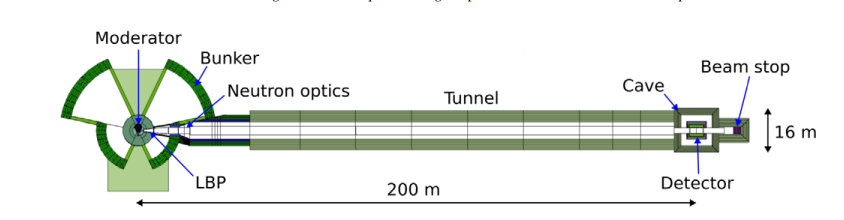 Moderator
Bunker
Neutron optics
Tunnel
Cave
Beam stop
16 m
LBP
Detector
200 m